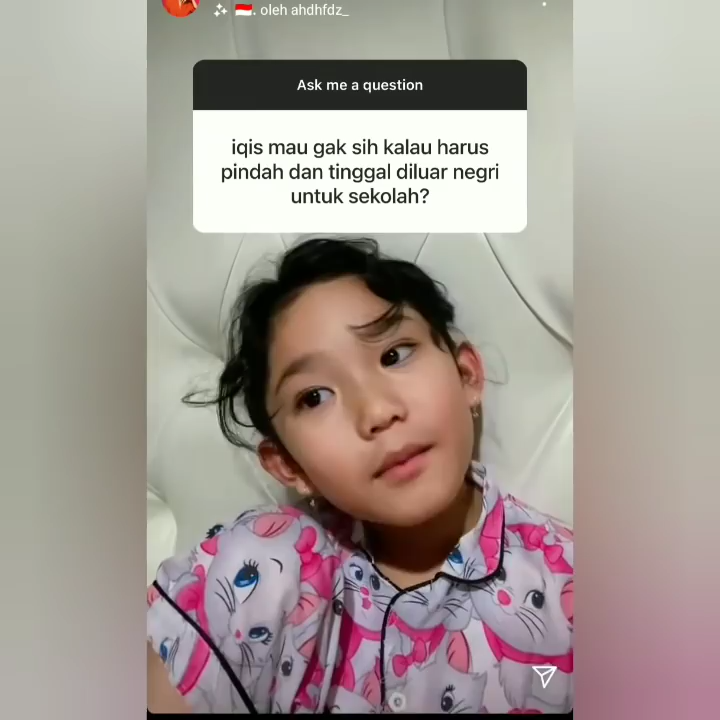 oleh ahdhfdz_
Ask me a question
iqis mau gak sih kalau harus
pindah dan tinggal diluar negri
untuk sekolah?